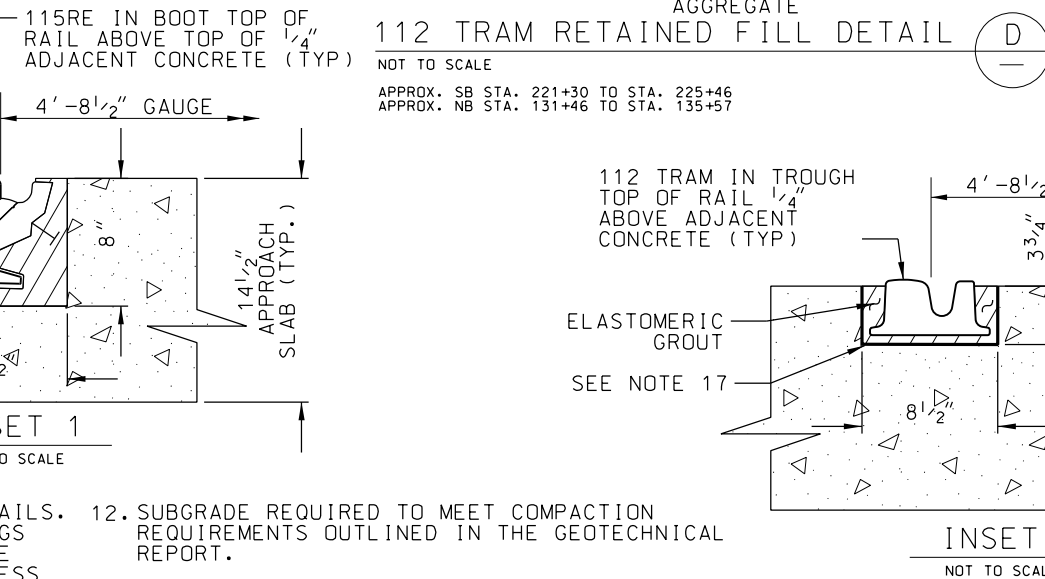 115RE IN BOOT TOP OF
RAIL ABOVE TOP OF 1/4"
ADJACENT CONCRETE (TYP)
4'-8 1/2" GAUGE
8"
14 1/2"
APPROACH
SLAB (TYP.)
SET 1
O SCALE
AGGREGATE
112 TRAM RETAINED FILL DETAIL
D
NOT TO SCALE
APPROX. SB STA. 221+30 TO STA. 225+46
APPROX. NB STA. 131+46 TO STA. 135+57
112 TRAM IN TROUGH
TOP OF RAIL 1/4"
ABOVE ADJACENT
CONCRETE (TYP)
4'-8 1/2
3 3/4"
ELASTOMERIC
GROUT
SEE NOTE 17
8 1/2"
INSET
NOT TO SCAL
AILS.
GS
E
ESS
12. SUBGRADE REQUIRED TO MEET COMPACTION
REQUIREMENTS OUTLINED IN THE GEOTECHNICAL
REPORT.